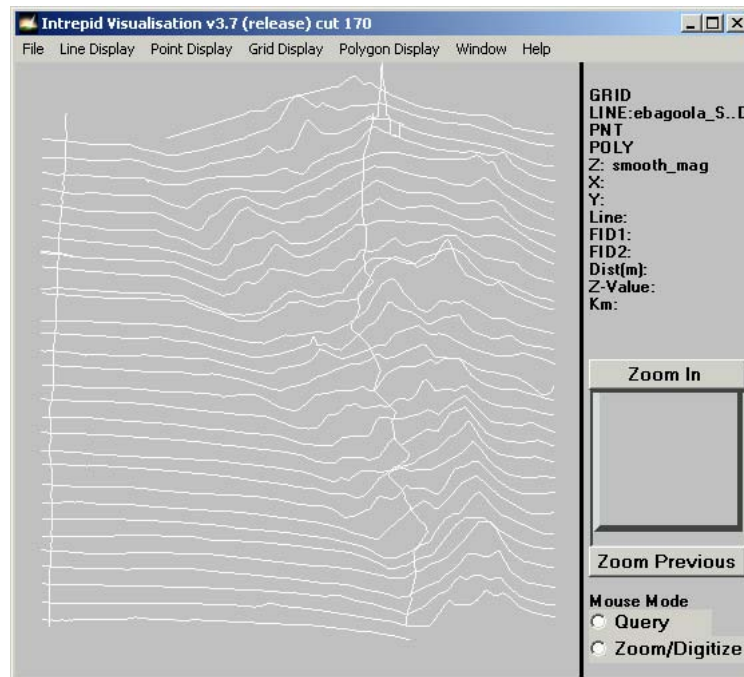 Intrepid Visualisation v3.7 (release) cut 170
File Line Display Point Display Grid Display Polygon Display Window Help
GRID
LINE:ebagoola_S..D
PNT
POLY
Z: smooth_mag
X:
Y:
Line:
FID1:
FID2:
Dist(m):
Z-Value:
Km:
Zoom In
Zoom Previous
Mouse Mode
Query
Zoom/Digitize